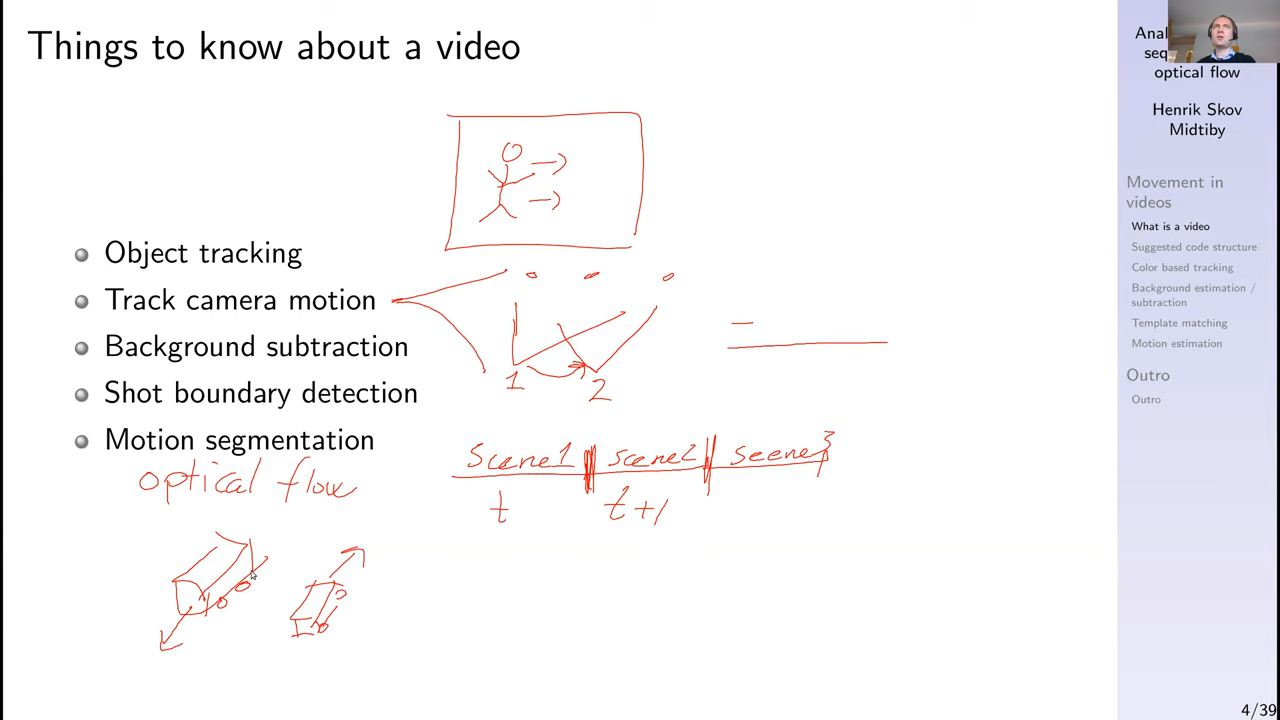 Things to know about a video
Object tracking
Track camera motion
Background subtraction
Shot boundary detection
Motion segmentation
optical flow
1
2
scene1 scene2 scene3
t t+1
Anal
seq
optical flow
Henrik Skov
Midtiby
Movement in
videos
What is a video
Suggested code structure
Color based tracking
Background estimation /
subtraction
Template matching
Motion estimation
Outro
Outro
4/39